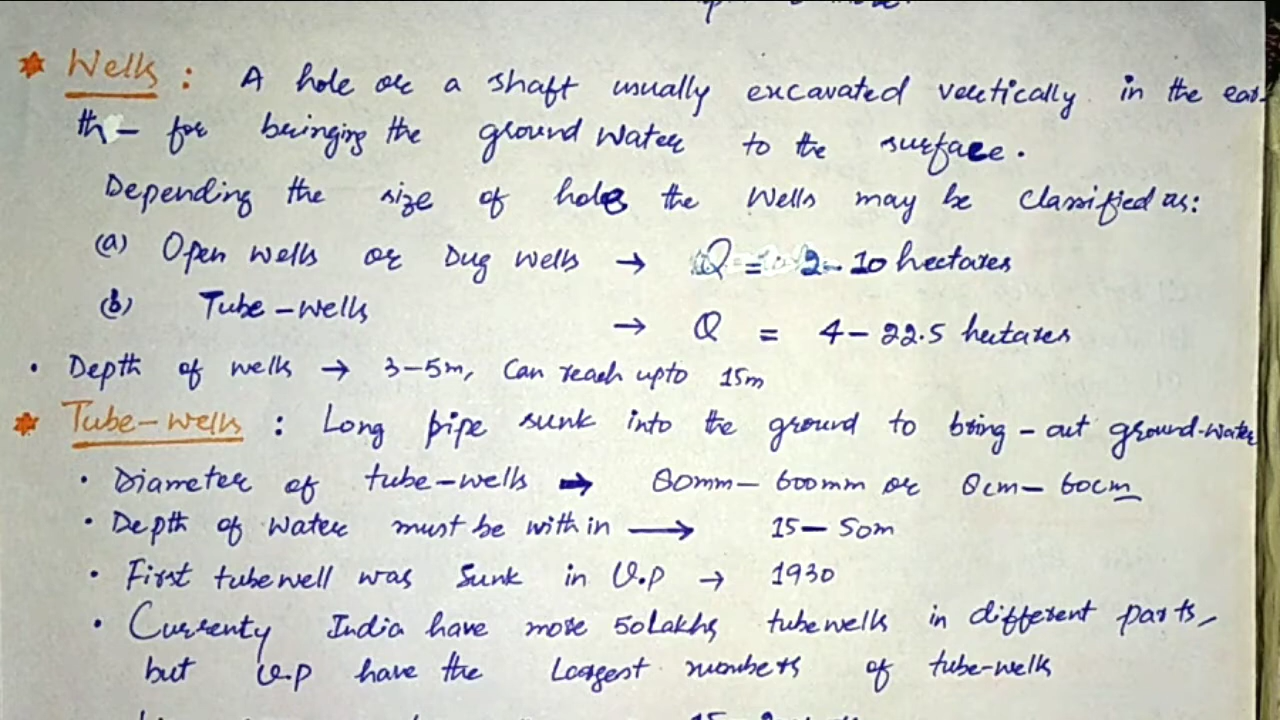 * Wells : A hole or a shaft usually excavated vertically in the ear-
th - for bringing the ground water to the surface.
Depending the size of hole the wells may be classified as:
(a) Open wells or Dug wells → Q = 2 - 10 hectares
(b) Tube - wells → Q = 4 - 22.5 hectares
• Depth of wells → 3-5m, Can reach upto 15m
* Tube-wells : Long pipe sunk into the ground to bring-out ground-water
• Diameter of tube-wells → 80mm - 600mm or 8cm - 60cm
• Depth of water must be with in → 15 - 50m
• First tubewell was Sunk in U.P → 1930
• Currenty India have more 50Lakhs tubewells in different parts,
but U.P have the Largest numbers of tube-wells